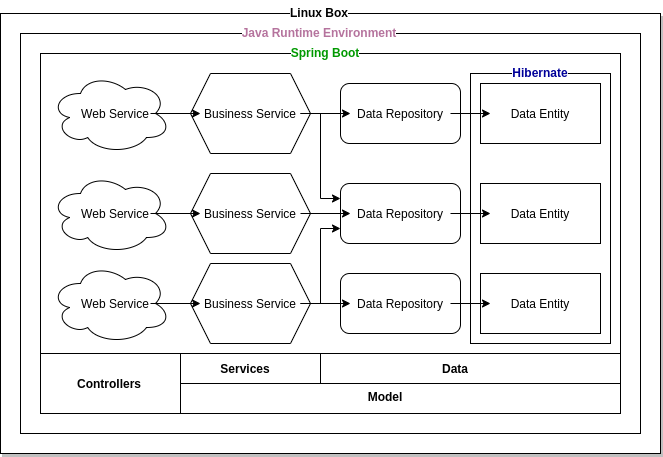 Linux Box
Java Runtime Environment
Spring Boot
Hibernate
Web Service
Business Service
Data Repository
Data Entity
Web Service
Business Service
Data Repository
Data Entity
Web Service
Business Service
Data Repository
Data Entity
Controllers
Services
Data
Model